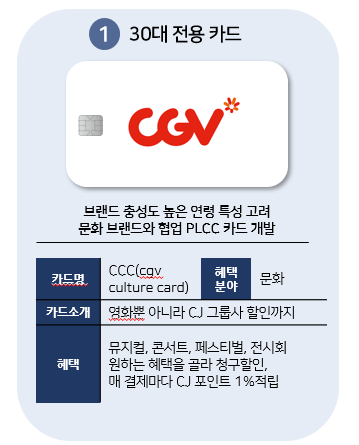 1 30대 전용 카드
CGV
브랜드 충성도 높은 연령 특성 고려
문화 브랜드와 협업 PLCC 카드 개발
카드명 CCC(cgv culture card) 혜택 분야 문화
카드소개 영화뿐 아니라 CJ 그룹사 할인까지
혜택
뮤지컬, 콘서트, 페스티벌, 전시회
원하는 혜택을 골라 청구할인,
매 결제마다 CJ 포인트 1%적립